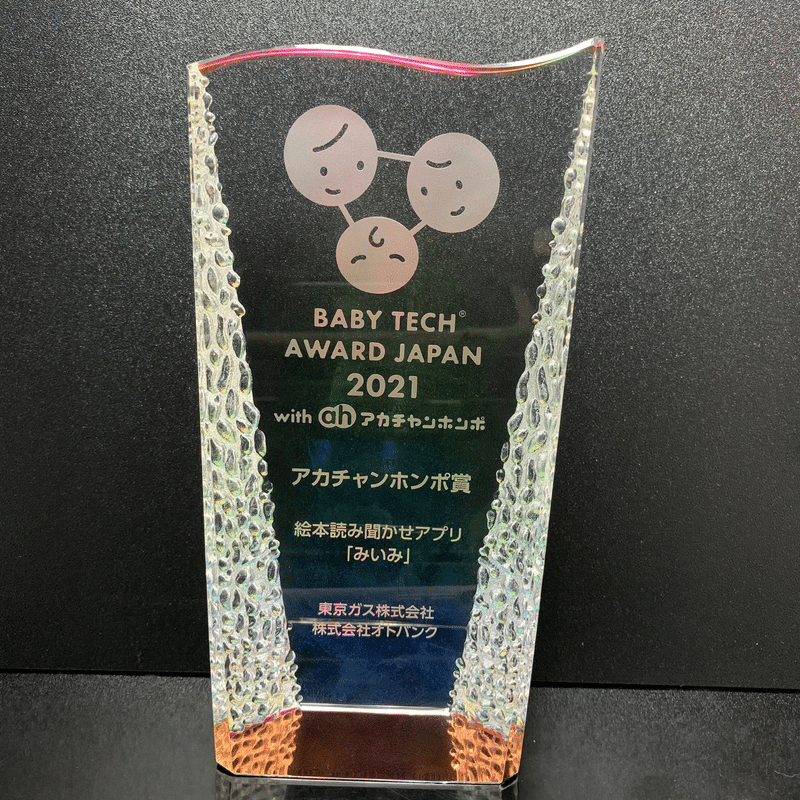 BABY TECH®
AWARD JAPAN
2021
with ah アカチャンホンポ
アカチャンホンポ賞
絵本読み聞かせアプリ
「みいみ」
東京ガス株式会社
株式会社オトバンク